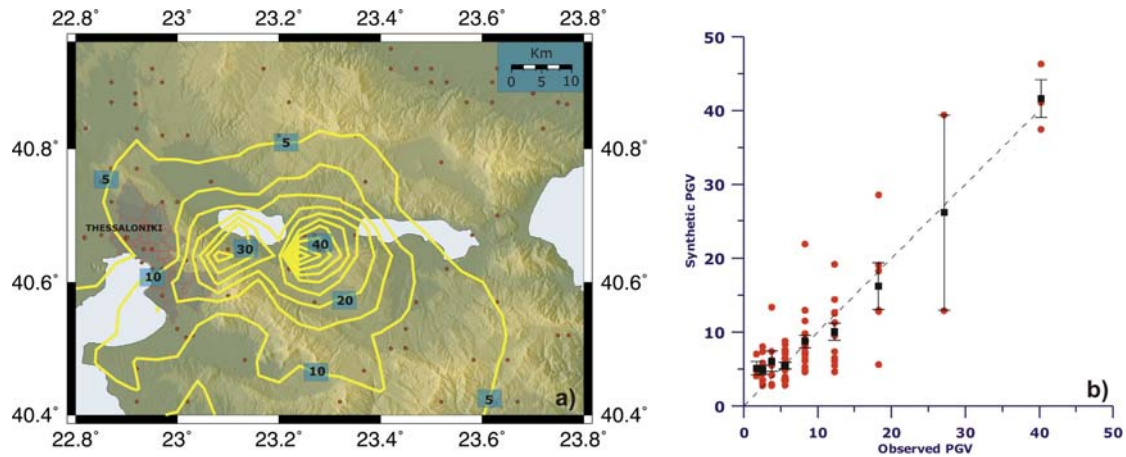 22.8˚ 23˚ 23.2˚ 23.4˚ 23.6˚ 23.8˚
Km
0 5 10
40.8˚ 40.8˚
5
5
THESSALONIKI
30 40
10
20
40.6˚ 40.6˚
10
5
a)
40.4˚ 40.4˚
22.8˚ 23˚ 23.2˚ 23.4˚ 23.6˚ 23.8˚
50
40
30
Synthetic PGV
20
10
0
b)
0 10 20 30 40 50
Observed PGV